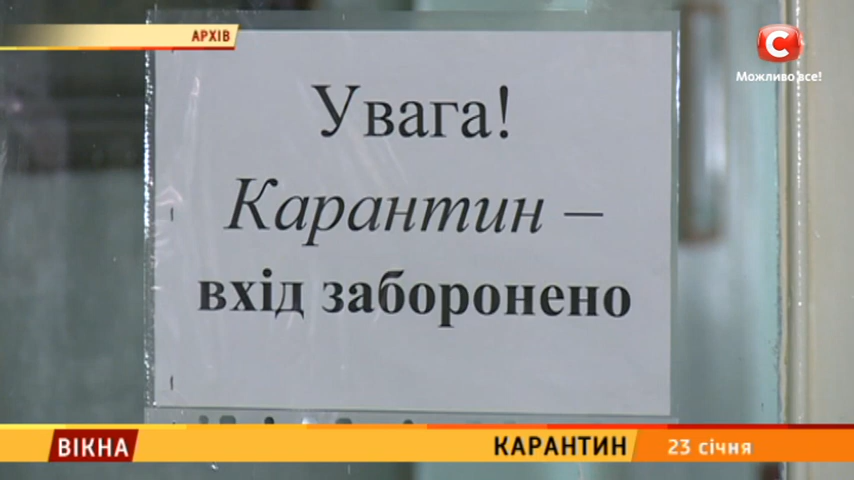 АРХІВ
С
Можливо все!
Увага!
Карантин –
вхід заборонено
ВІКНА
КАРАНТИН
23 січня